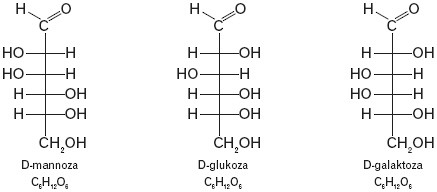 H O H O H O
C C C
HO H H OH H OH
HO H HO H HO H
H OH H OH HO H
H OH H OH H OH
CH₂OH CH₂OH CH₂OH
D-mannoza D-glukoza D-galaktoza
C₆H₁₂O₆ C₆H₁₂O₆ C₆H₁₂O₆